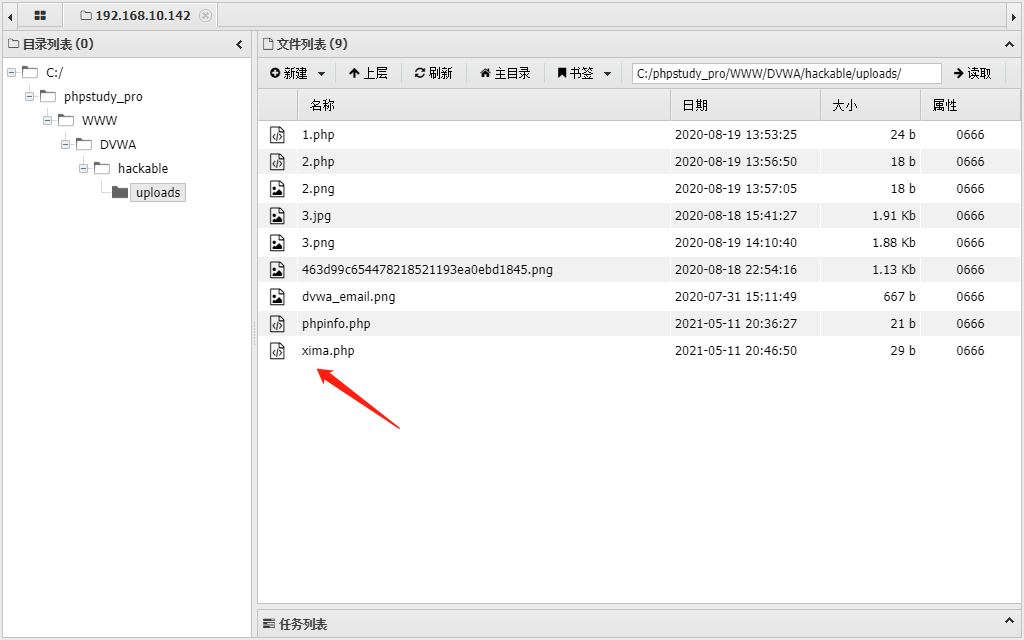 192.168.10.142
目录列表 (0)
C:/
phpstudy_pro
WWW
DVWA
hackable
uploads
文件列表 (9)
新建 上层 刷新 主目录 书签 C:/phpstudy_pro/WWW/DVWA/hackable/uploads/ 读取
名称 日期 大小 属性
1.php 2020-08-19 13:53:25 24 b 0666
2.php 2020-08-19 13:56:50 18 b 0666
2.png 2020-08-19 13:57:05 18 b 0666
3.jpg 2020-08-18 15:41:27 1.91 Kb 0666
3.png 2020-08-19 14:10:40 1.88 Kb 0666
463d99c654478218521193ea0ebd1845.png 2020-08-18 22:54:16 1.13 Kb 0666
dvwa_email.png 2020-07-31 15:11:49 667 b 0666
phpinfo.php 2021-05-11 20:36:27 21 b 0666
xima.php 2021-05-11 20:46:50 29 b 0666
任务列表